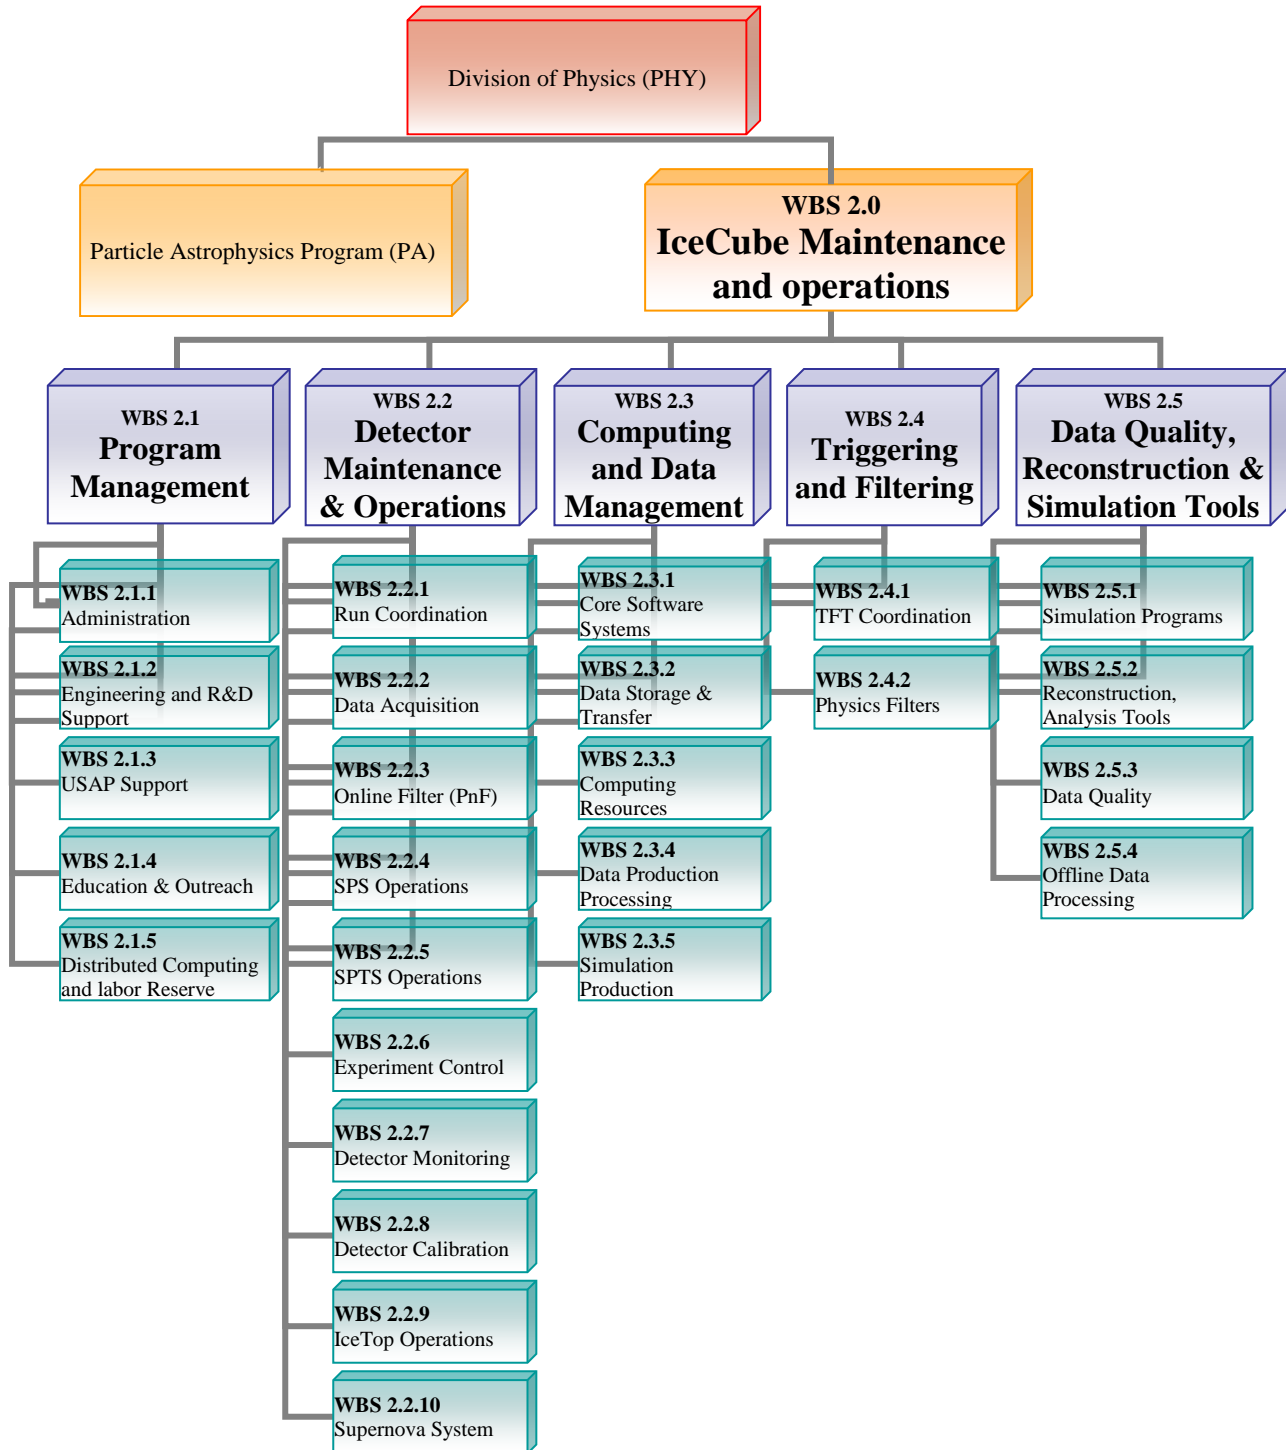 Division of Physics (PHY)
Particle Astrophysics Program (PA)
WBS 2.0
IceCube Maintenance
and operations
WBS 2.1
Program
Management
WBS 2.1.1
Administration
WBS 2.1.2
Engineering and R&D
Support
WBS 2.1.3
USAP Support
WBS 2.1.4
Education & Outreach
WBS 2.1.5
Distributed Computing
and labor Reserve
WBS 2.2
Detector
Maintenance
& Operations
WBS 2.2.1
Run Coordination
WBS 2.2.2
Data Acquisition
WBS 2.2.3
Online Filter (PnF)
WBS 2.2.4
SPS Operations
WBS 2.2.5
SPTS Operations
WBS 2.2.6
Experiment Control
WBS 2.2.7
Detector Monitoring
WBS 2.2.8
Detector Calibration
WBS 2.2.9
IceTop Operations
WBS 2.2.10
Supernova System
WBS 2.3
Computing
and Data
Management
WBS 2.3.1
Core Software
Systems
WBS 2.3.2
Data Storage &
Transfer
WBS 2.3.3
Computing
Resources
WBS 2.3.4
Data Production
Processing
WBS 2.3.5
Simulation
Production
WBS 2.4
Triggering
and Filtering
WBS 2.4.1
TFT Coordination
WBS 2.4.2
Physics Filters
WBS 2.5
Data Quality,
Reconstruction &
Simulation Tools
WBS 2.5.1
Simulation Programs
WBS 2.5.2
Reconstruction,
Analysis Tools
WBS 2.5.3
Data Quality
WBS 2.5.4
Offline Data
Processing